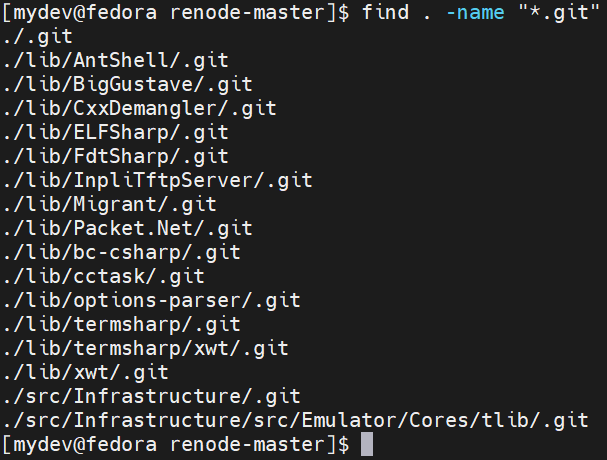 [mydev@fedora renode-master]$ find . -name "*.git"
./.git
./lib/AntShell/.git
./lib/BigGustave/.git
./lib/CxxDemangler/.git
./lib/ELFSharp/.git
./lib/FdtSharp/.git
./lib/InpliTftpServer/.git
./lib/Migrant/.git
./lib/Packet.Net/.git
./lib/bc-csharp/.git
./lib/cctask/.git
./lib/options-parser/.git
./lib/termsharp/.git
./lib/termsharp/xwt/.git
./lib/xwt/.git
./src/Infrastructure/.git
./src/Infrastructure/src/Emulator/Cores/tlib/.git
[mydev@fedora renode-master]$